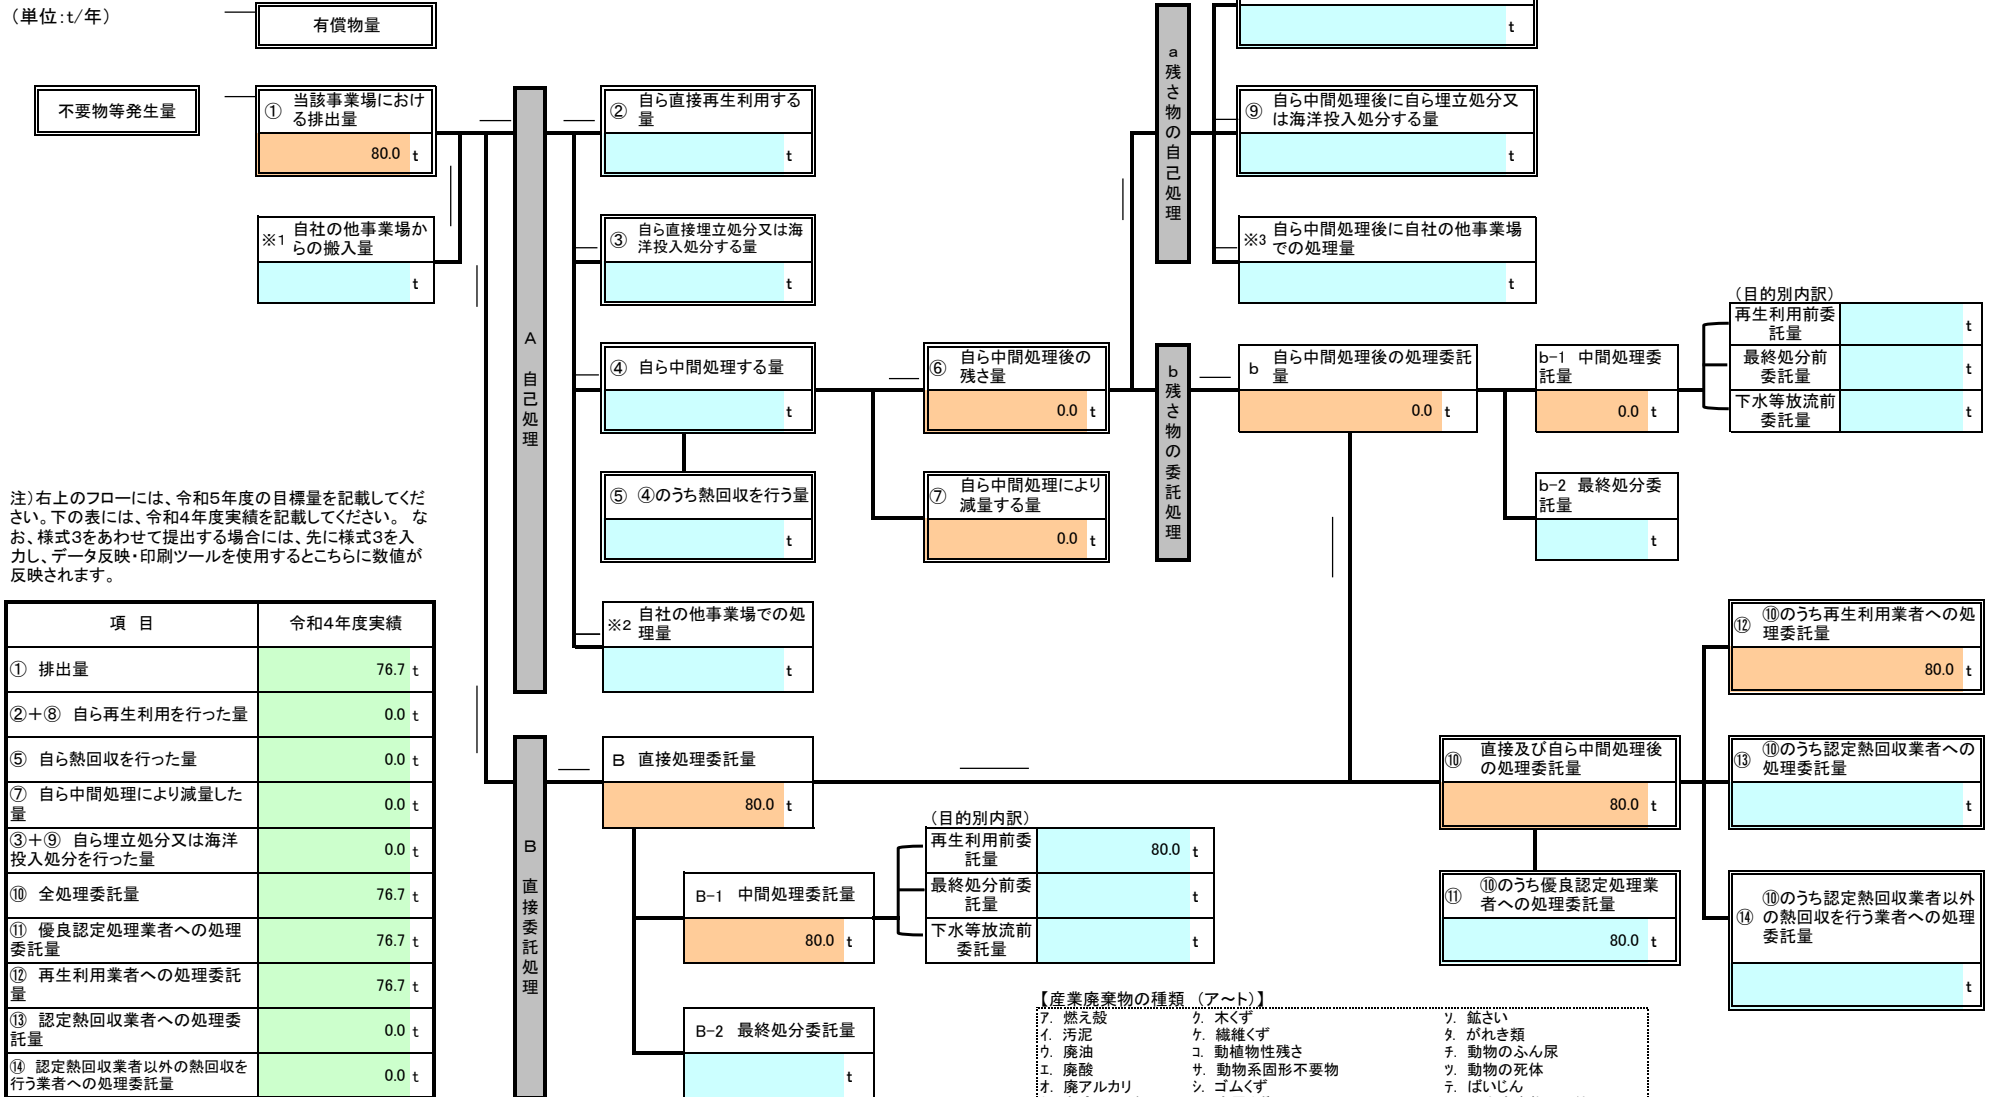 （単位:t/年）
有償物量
不要物等発生量
① 当該事業場におけ
る排出量
80.0 t
※1 自社の他事業場か
らの搬入量
t
A 自己処理
② 自ら直接再生利用する
量
t
③ 自ら直接埋立処分又は海
洋投入処分する量
t
④ 自ら中間処理する量
t
⑤ ④のうち熱回収を行う量
t
※2 自社の他事業場での処
理量
t
⑥ 自ら中間処理後の
残さ量
0.0 t
⑦ 自ら中間処理により
減量する量
0.0 t
a 残さ物の自己処理
t
⑨ 自ら中間処理後に自ら埋立処分又
は海洋投入処分する量
t
※3 自ら中間処理後に自社の他事業場
での処理量
t
b 残さ物の委託処理
b 自ら中間処理後の処理委託
量
0.0 t
b-1 中間処理委
託量
0.0 t
（目的別内訳）
再生利用前委
託量
t
最終処分前
委託量
t
下水等放流前
委託量
t
b-2 最終処分委
託量
t
注）右上のフローには、令和5年度の目標量を記載してくだ
さい。下の表には、令和4年度実績を記載してください。 な
お、様式3をあわせて提出する場合には、先に様式3を入
力し、データ反映・印刷ツールを使用するとこちらに数値が
反映されます。
項 目 令和4年度実績
① 排出量 76.7 t
②+⑧ 自ら再生利用を行った量 0.0 t
⑤ 自ら熱回収を行った量 0.0 t
⑦ 自ら中間処理により減量した
量 0.0 t
③+⑨ 自ら埋立処分又は海洋
投入処分を行った量 0.0 t
⑩ 全処理委託量 76.7 t
⑪ 優良認定処理業者への処理
委託量 76.7 t
⑫ 再生利用業者への処理委託
量 76.7 t
⑬ 認定熱回収業者への処理委
託量 0.0 t
⑭ 認定熱回収業者以外の熱回収を
行う業者への処理委託量 0.0 t
B 直接委託処理
B 直接処理委託量
80.0 t
B-1 中間処理委託量
80.0 t
（目的別内訳）
再生利用前委
託量
80.0 t
最終処分前委
託量
t
下水等放流前
委託量
t
B-2 最終処分委託量
t
⑩ 直接及び自ら中間処理後
の処理委託量
80.0 t
⑪ ⑩のうち優良認定処理業
者への処理委託量
80.0 t
⑫ ⑩のうち再生利用業者への処
理委託量
80.0 t
⑬ ⑩のうち認定熱回収業者への
処理委託量
t
⑭ ⑩のうち認定熱回収業者以外
の熱回収を行う業者への処理
委託量
t
【産業廃棄物の種類 （ア～ト）】
ア. 燃え殻 ク. 木くず ソ. 鉱さい
イ. 汚泥 ケ. 繊維くず タ. がれき類
ウ. 廃油 コ. 動植物性残さ チ. 動物のふん尿
エ. 廃酸 サ. 動物系固形不要物 ツ. 動物の死体
オ. 廃アルカリ シ. ゴムくず テ. ばいじん